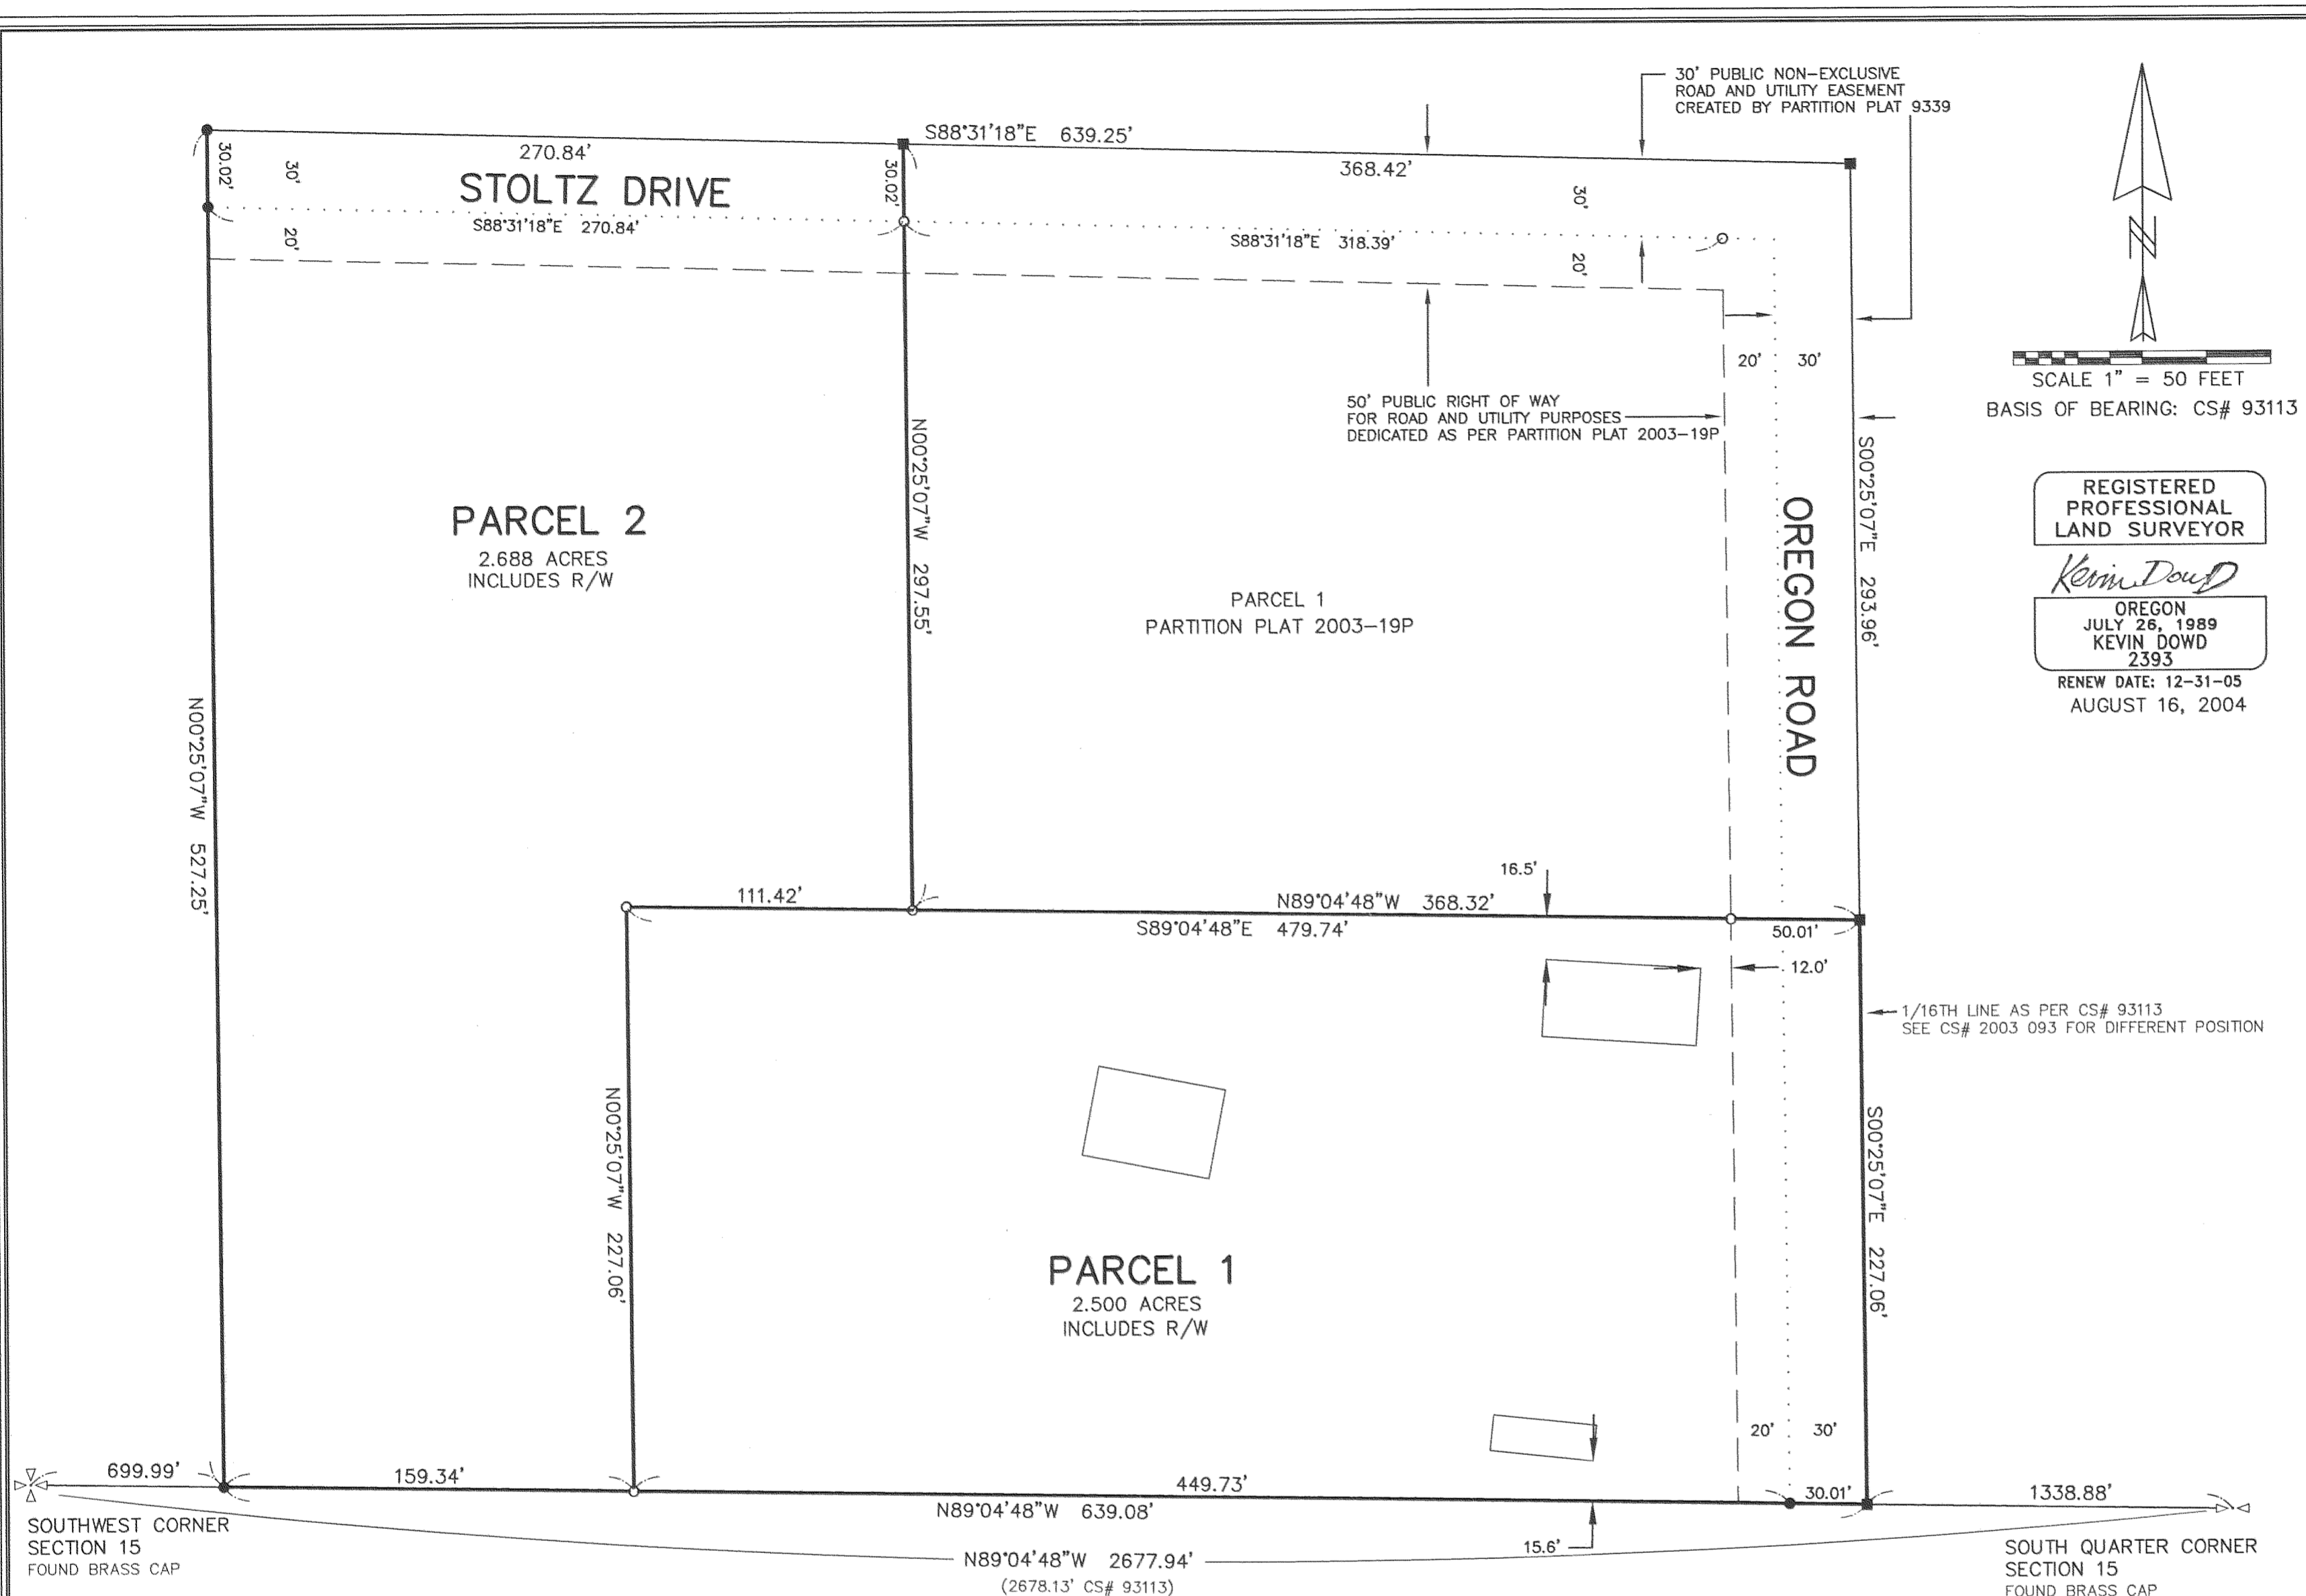 30' PUBLIC NON-EXCLUSIVE
ROAD AND UTILITY EASEMENT
CREATED BY PARTITION PLAT 9339
S88°31'18"E 639.25'
270.84'
368.42'
30.02'
30'
STOLTZ DRIVE
30.02'
30'
S88°31'18"E 270.84'
S88°31'18"E 318.39'
20'
20'
N
20'
30'
SCALE 1" = 50 FEET
BASIS OF BEARING: CS# 93113
50' PUBLIC RIGHT OF WAY
FOR ROAD AND UTILITY PURPOSES
DEDICATED AS PER PARTITION PLAT 2003-19P
N00°25'07"W 297.55'
S00°25'07"E 293.96'
OREGON ROAD
REGISTERED
PROFESSIONAL
LAND SURVEYOR
Kevin Dowd
OREGON
JULY 26, 1989
KEVIN DOWD
2393
RENEW DATE: 12-31-05
AUGUST 16, 2004
PARCEL 2
2.688 ACRES
INCLUDES R/W
PARCEL 1
PARTITION PLAT 2003-19P
N00°25'07"W 527.25'
16.5'
111.42'
N89°04'48"W 368.32'
S89°04'48"E 479.74'
50.01'
12.0'
1/16TH LINE AS PER CS# 93113
SEE CS# 2003 093 FOR DIFFERENT POSITION
N00°25'07"W 227.06'
S00°25'07"E 227.06'
PARCEL 1
2.500 ACRES
INCLUDES R/W
20'
30'
699.99'
159.34'
449.73'
30.01'
1338.88'
N89°04'48"W 639.08'
SOUTHWEST CORNER
SECTION 15
FOUND BRASS CAP
15.6'
N89°04'48"W 2677.94'
(2678.13' CS# 93113)
SOUTH QUARTER CORNER
SECTION 15
FOUND BRASS CAP